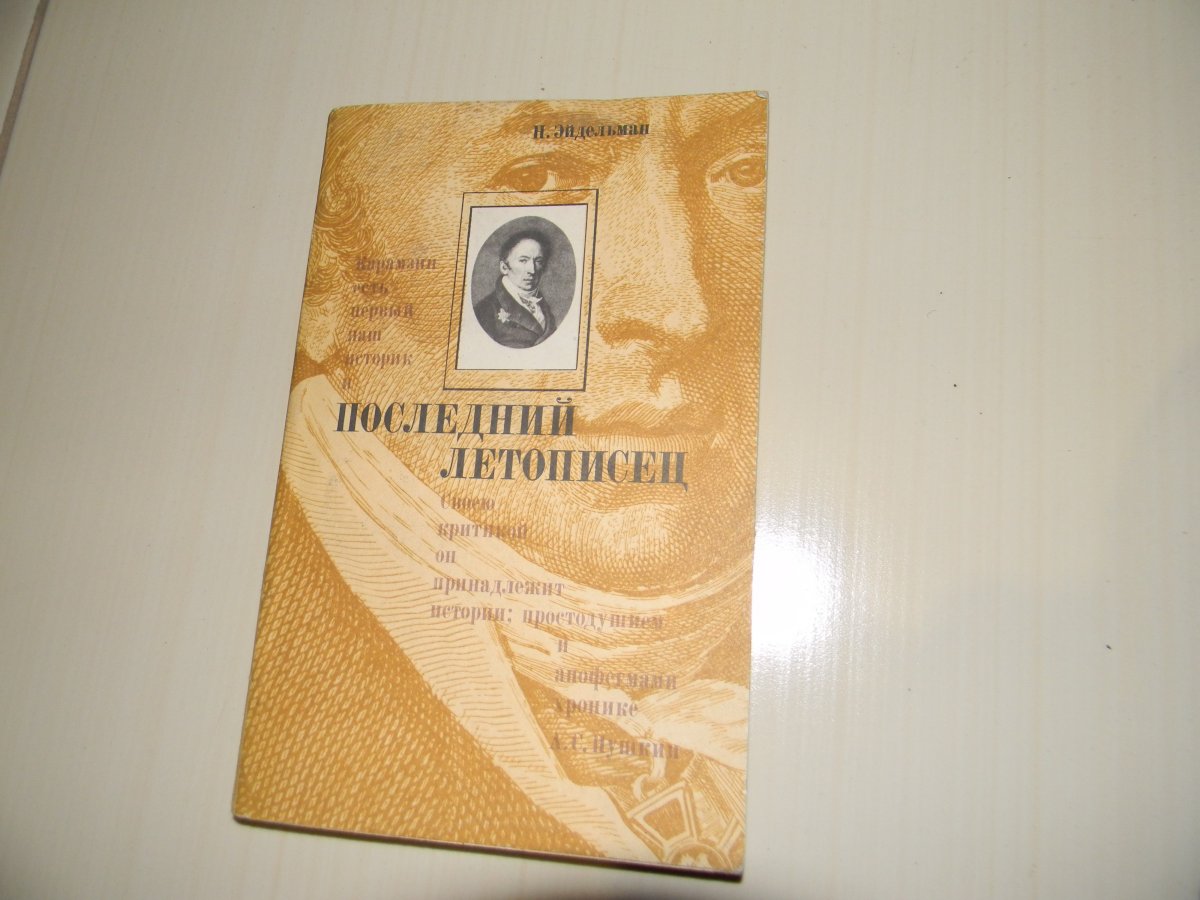 Н. Эйдельман
Карамзин
есть
первый
наш
историк
и
ПОСЛЕДНИЙ
ЛЕТОПИСЕЦ
Своею
критикой
он
принадлежит
истории; простодушием
и
апофегмами
хронике
А. С. Пушкин